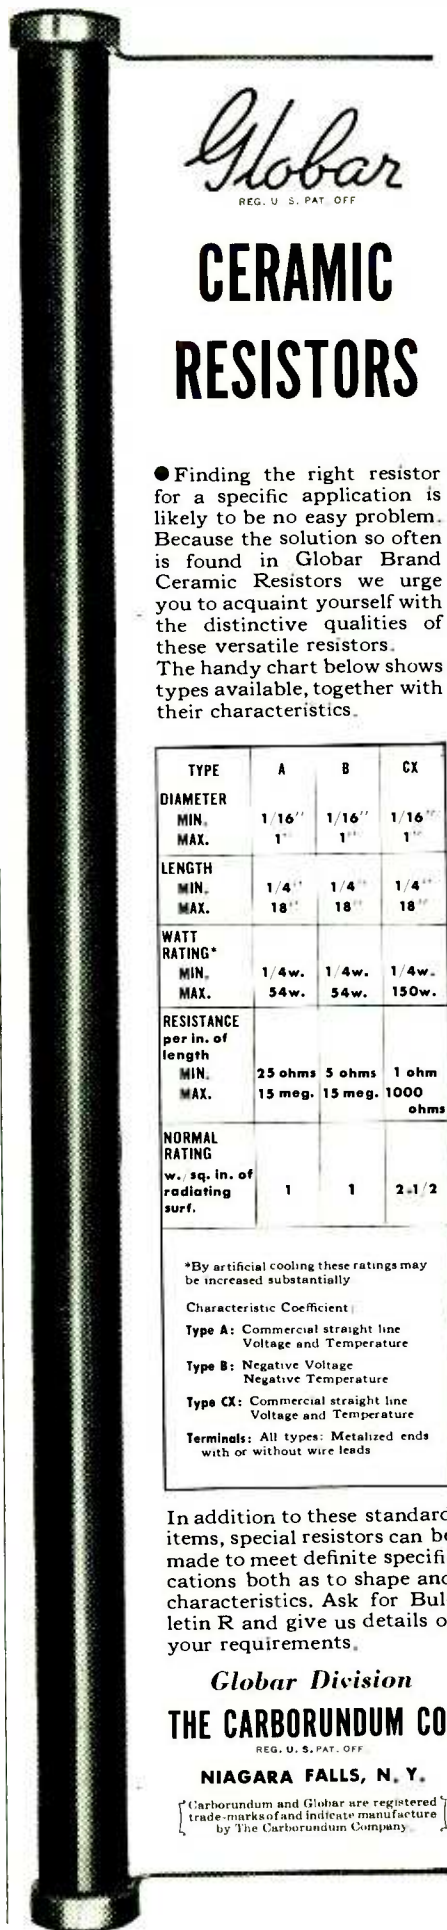 Globar
REG. U S. PAT. OFF
CERAMIC
RESISTORS
● Finding the right resistor
for a specific application is
likely to be no easy problem.
Because the solution so often
is found in Globar Brand
Ceramic Resistors we urge
you to acquaint yourself with
the distinctive qualities of
these versatile resistors.
The handy chart below shows
types available, together with
their characteristics.
TYPE A B CX
DIAMETER
MIN. 1/16" 1/16" 1/16"
MAX. 1" 1" 1"
LENGTH
MIN. 1/4" 1/4" 1/4"
MAX. 18" 18" 18"
WATT
RATING*
MIN. 1/4w. 1/4w. 1/4w.
MAX. 54w. 54w. 150w.
RESISTANCE
per in. of
length
MIN. 25 ohms 5 ohms 1 ohm
MAX. 15 meg. 15 meg. 1000
ohms
NORMAL
RATING
w./sq. in. of
radiating 1 1 2-1/2
surf.
*By artificial cooling these ratings may
be increased substantially
Characteristic Coefficient
Type A: Commercial straight line
Voltage and Temperature
Type B: Negative Voltage
Negative Temperature
Type CX: Commercial straight line
Voltage and Temperature
Terminals: All types: Metalized ends
with or without wire leads
In addition to these standard
items, special resistors can be
made to meet definite specifi
cations both as to shape and
characteristics. Ask for Bul
letin R and give us details o
your requirements.
Globar Division
THE CARBORUNDUM CO
REG. U. S. PAT. OFF
NIAGARA FALLS, N. Y.
[Carborundum and Globar are registered
trade-marks of and indicate manufacture
by The Carborundum Company]